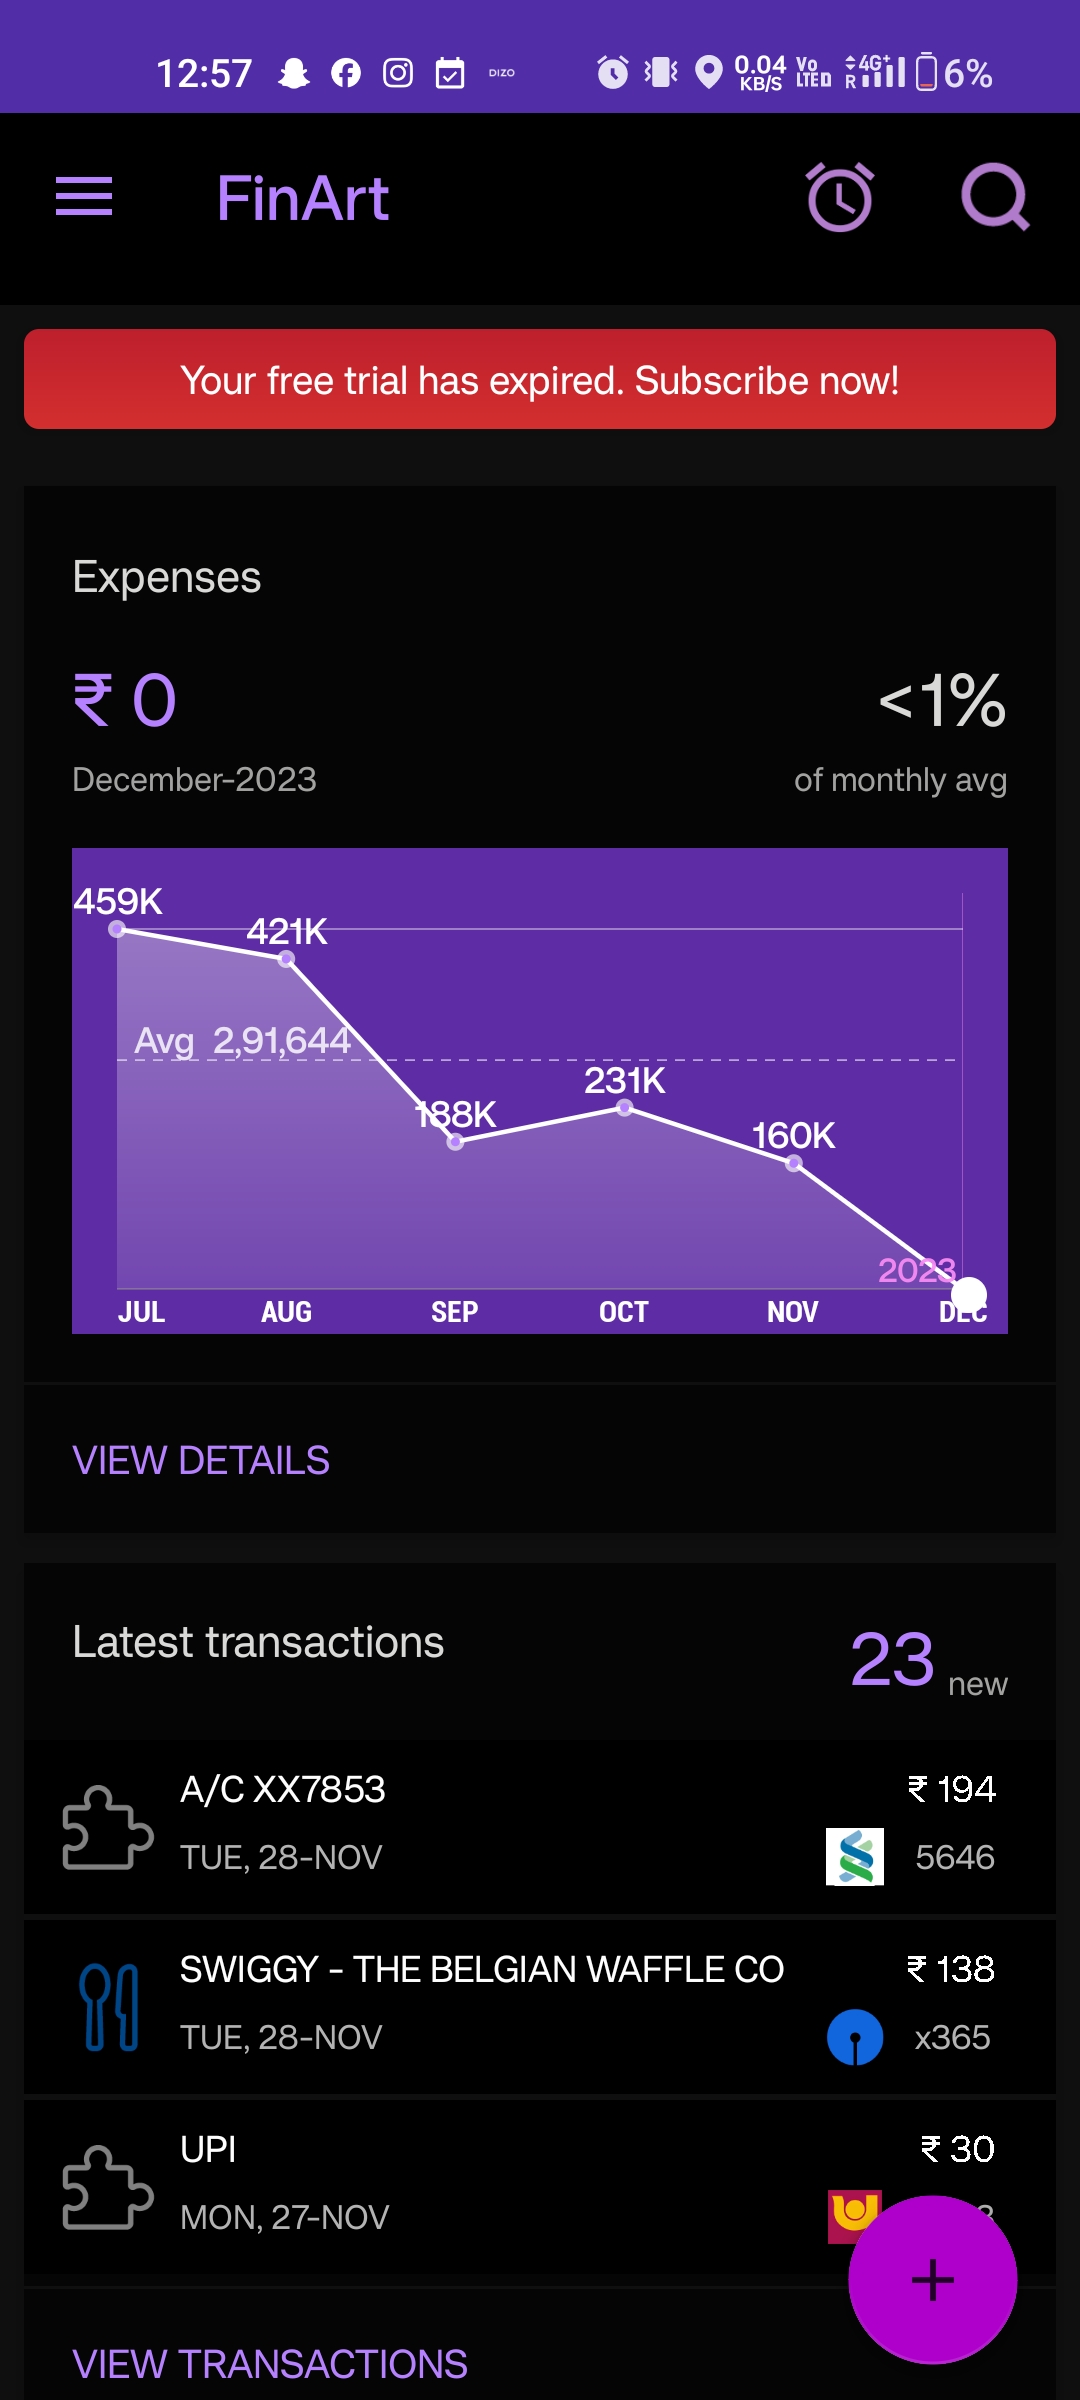 12:57 DIZO 0.04 KB/S Vo LTED 4G+ R 6%
FinArt
Your free trial has expired. Subscribe now!
Expenses
₹ 0 <1%
December-2023 of monthly avg
459K
421K
Avg 2,91,644
231K
188K
160K
2023
JUL AUG SEP OCT NOV DEC
VIEW DETAILS
Latest transactions 23 new
A/C XX7853 ₹ 194
TUE, 28-NOV 5646
SWIGGY - THE BELGIAN WAFFLE CO ₹ 138
TUE, 28-NOV x365
UPI ₹ 30
MON, 27-NOV
VIEW TRANSACTIONS